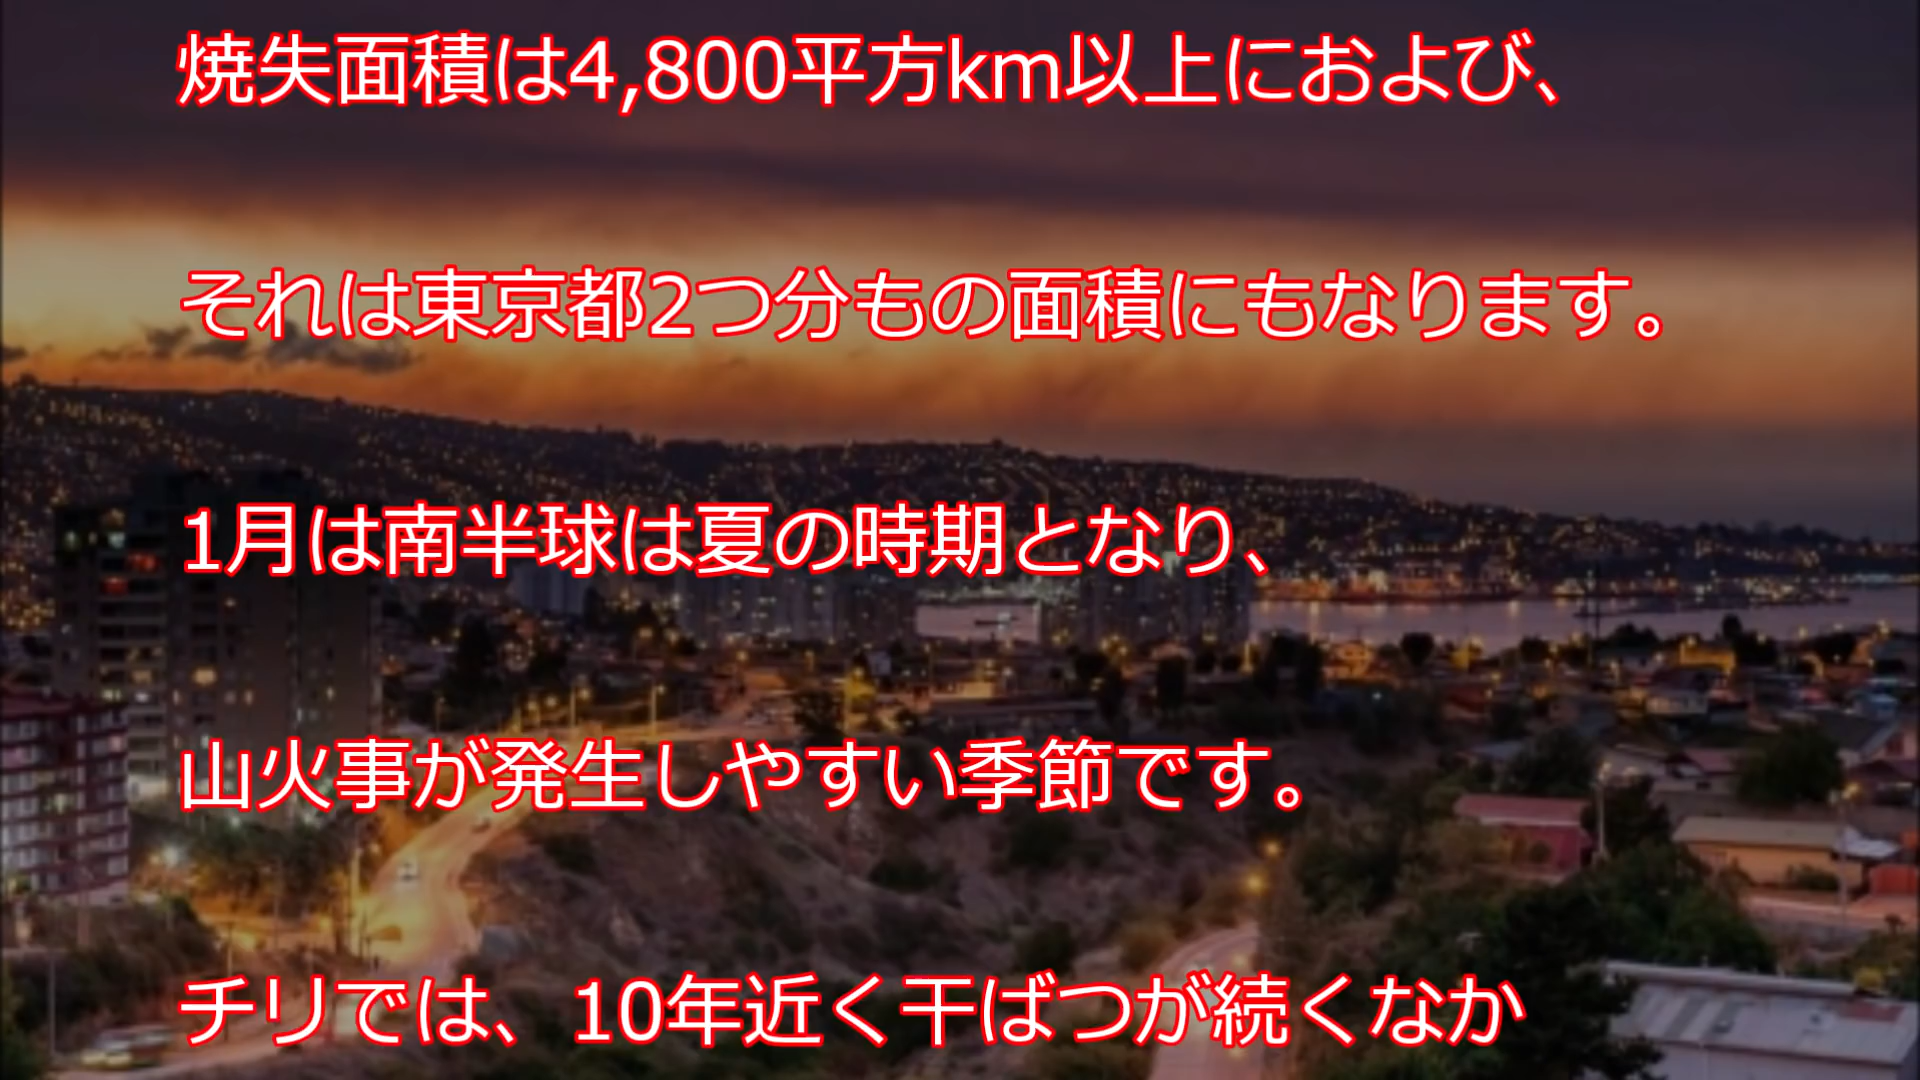 焼失面積は4,800平方km以上におよび、
それは東京都2つ分もの面積にもなります。
1月は南半球は夏の時期となり、
山火事が発生しやすい季節です。
チリでは、10年近く干ばつが続くなか